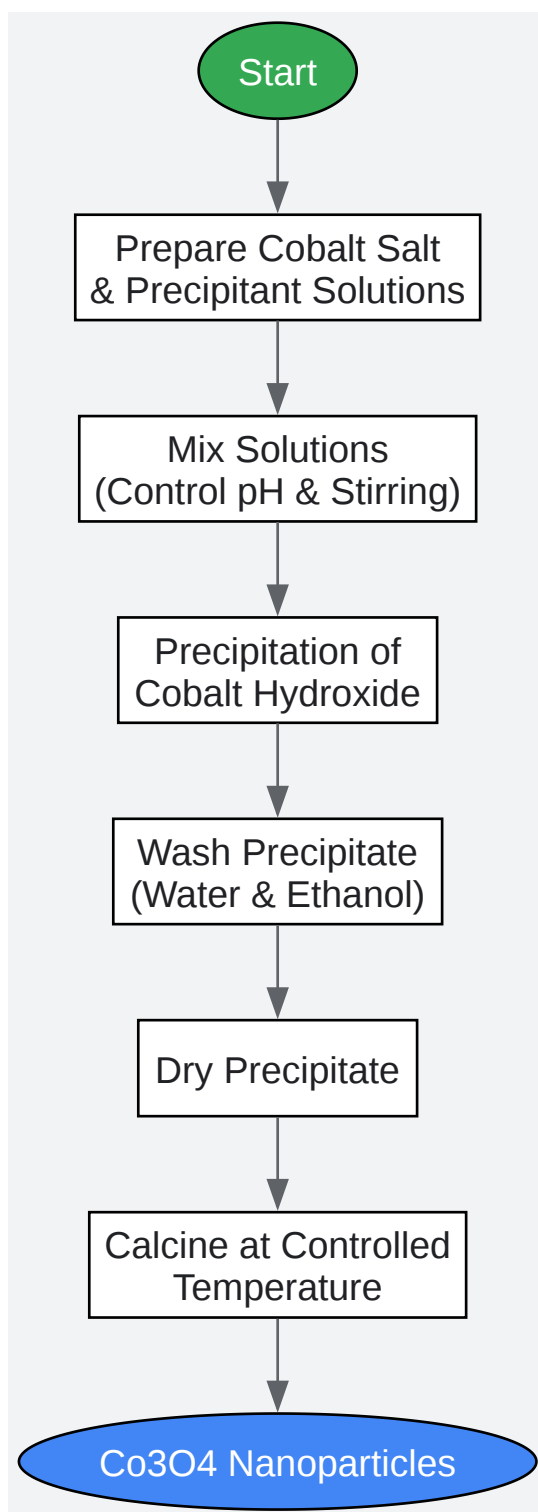 Start
Prepare Cobalt Salt
& Precipitant Solutions
Mix Solutions
(Control pH & Stirring)
Precipitation of
Cobalt Hydroxide
Wash Precipitate
(Water & Ethanol)
Dry Precipitate
Calcine at Controlled
Temperature
Co3O4 Nanoparticles